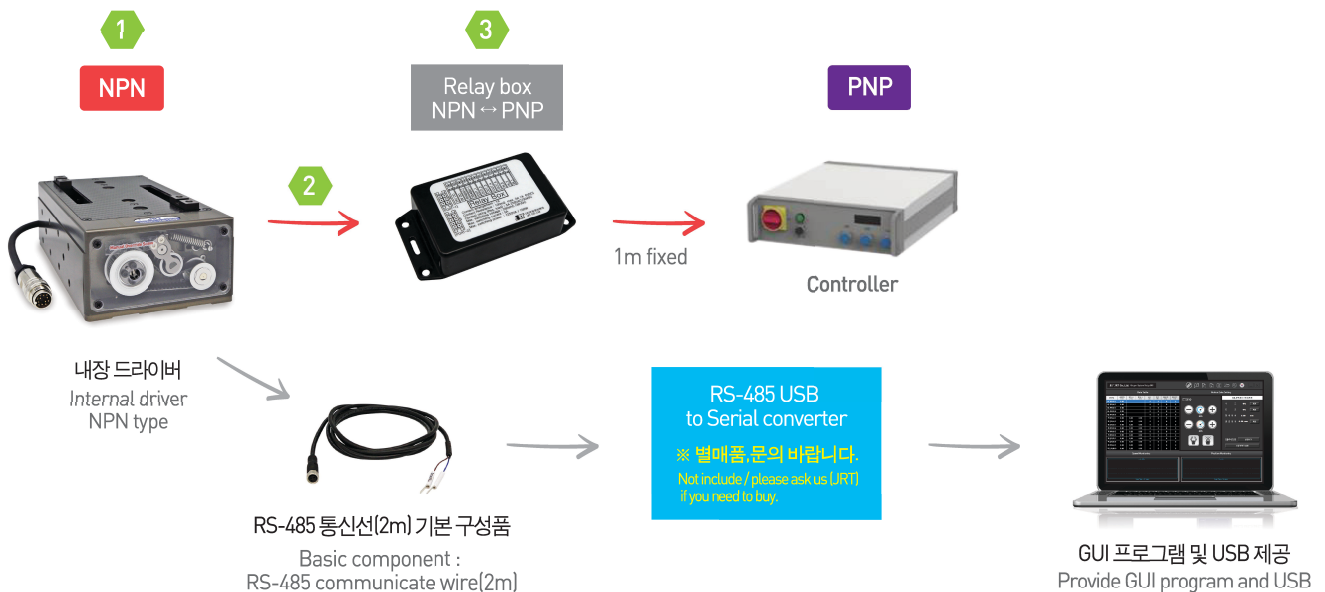 1
NPN
3
Relay box
NPN ↔ PNP
PNP
2
Relay Box
1m fixed
Controller
내장 드라이버
Internal driver
NPN type
RS-485 통신선(2m) 기본 구성품
Basic component :
RS-485 communicate wire(2m)
RS-485 USB
to Serial converter
※ 별매품,문의 바랍니다.
Not include / please ask us (JRT)
if you need to buy.
GUI 프로그램 및 USB 제공
Provide GUI program and USB